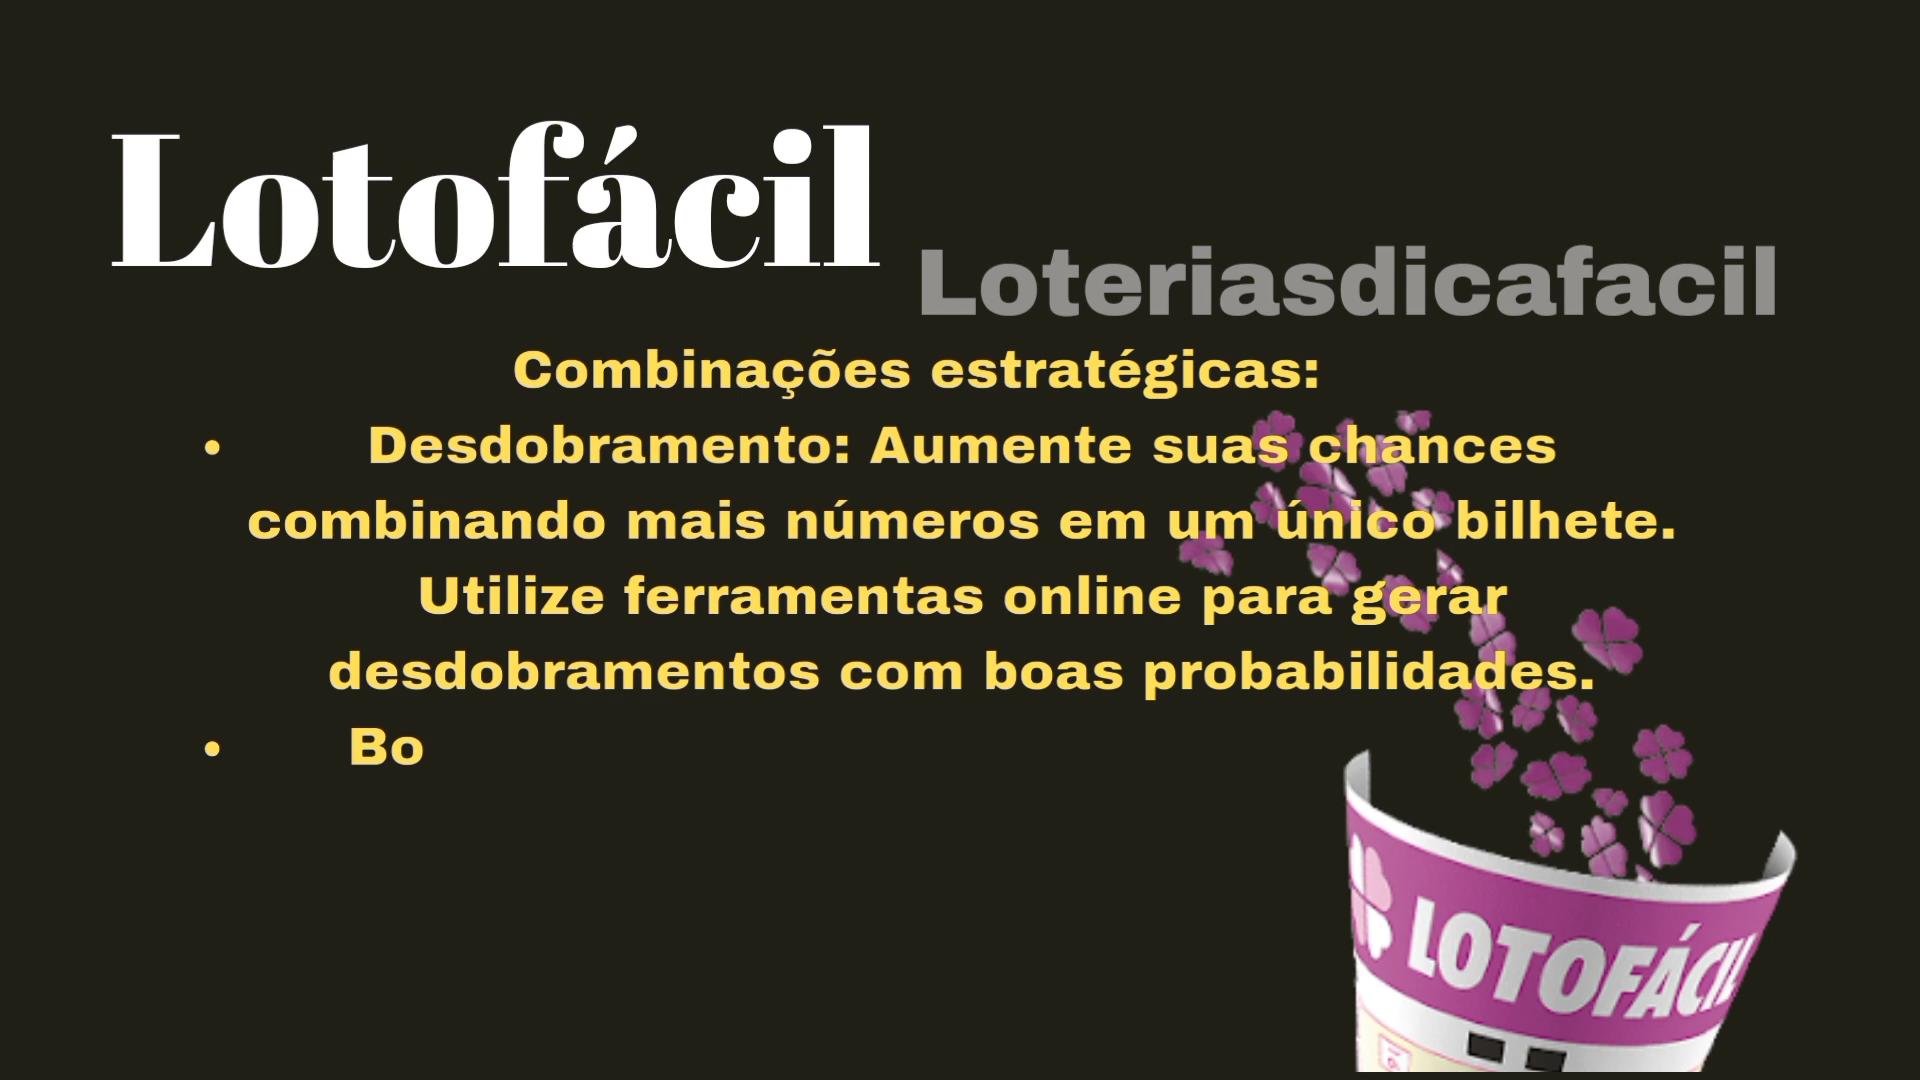 Lotofácil
Loteriasdicafacil
Combinações estratégicas:
• Desdobramento: Aumente suas chances
combinando mais números em um único bilhete.
Utilize ferramentas online para gerar
desdobramentos com boas probabilidades.
• Bo
LOTOFÁCIL